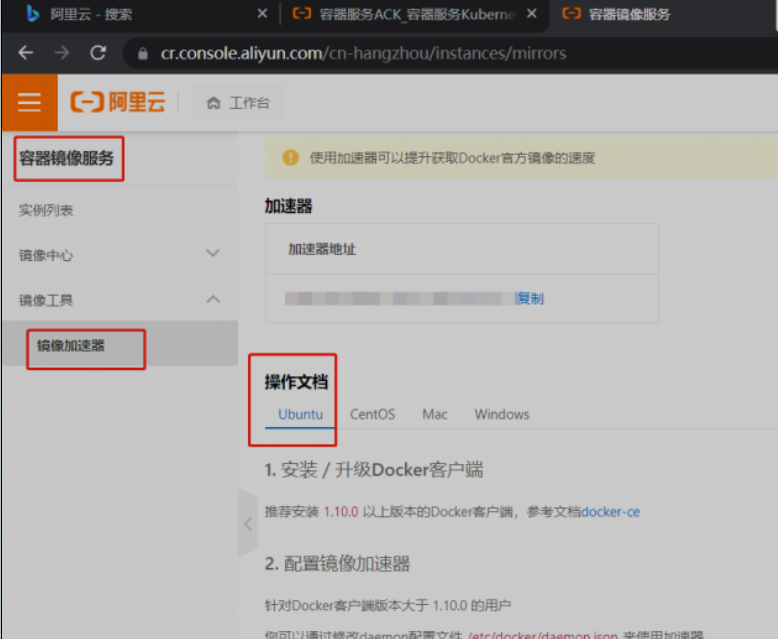 阿里云 - 搜索
容器服务ACK_容器服务Kuberne
容器镜像服务
cr.console.aliyun.com/cn-hangzhou/instances/mirrors
阿里云
工作台
容器镜像服务
实例列表
镜像中心
镜像工具
镜像加速器
使用加速器可以提升获取Docker官方镜像的速度
加速器
加速器地址
复制
操作文档
Ubuntu CentOS Mac Windows
1. 安装 / 升级Docker客户端
推荐安装 1.10.0 以上版本的Docker客户端，参考文档docker-ce
2. 配置镜像加速器
针对Docker客户端版本大于 1.10.0 的用户
您可以通过修改daemon配置文件 /etc/docker/daemon.json 来使用加速器